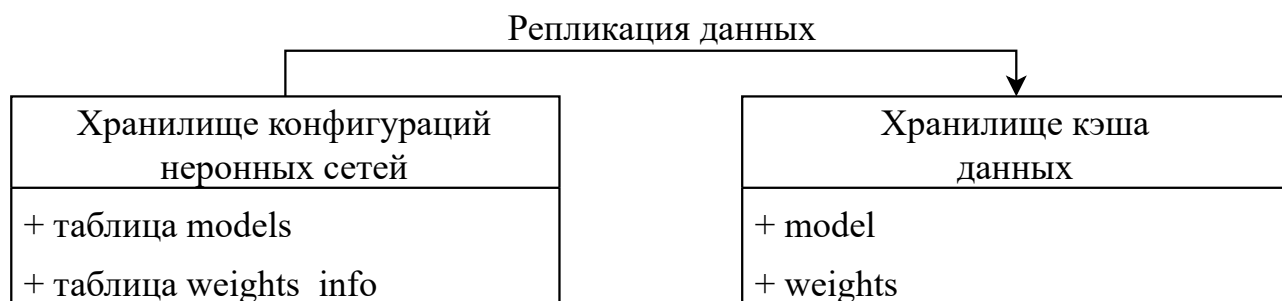 Репликация данных
Хранилище конфигураций
неронных сетей
+ таблица models
+ таблица weights_info
Хранилище кэша
данных
+ model
+ weights